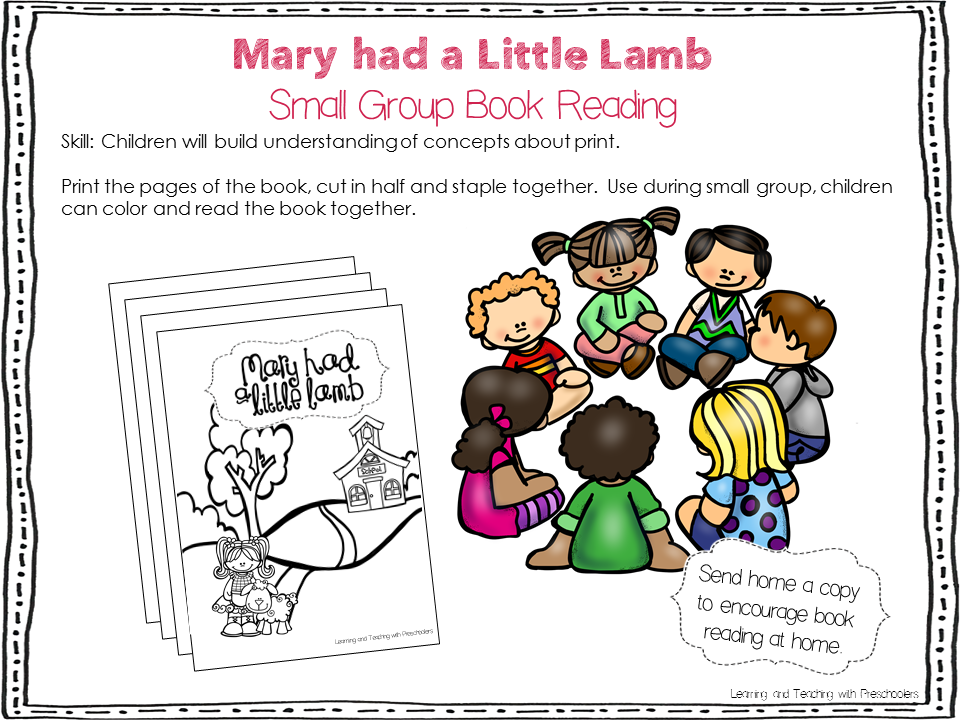 Mary had a Little Lamb
Small Group Book Reading
Skill: Children will build understanding of concepts about print.
Print the pages of the book, cut in half and staple together. Use during small group, children
can color and read the book together.
Mary had
a little lamb
School
Learning and Teaching with Preschoolers
Send home a copy
to encourage book
reading at home.
Learning and Teaching with Preschoolers